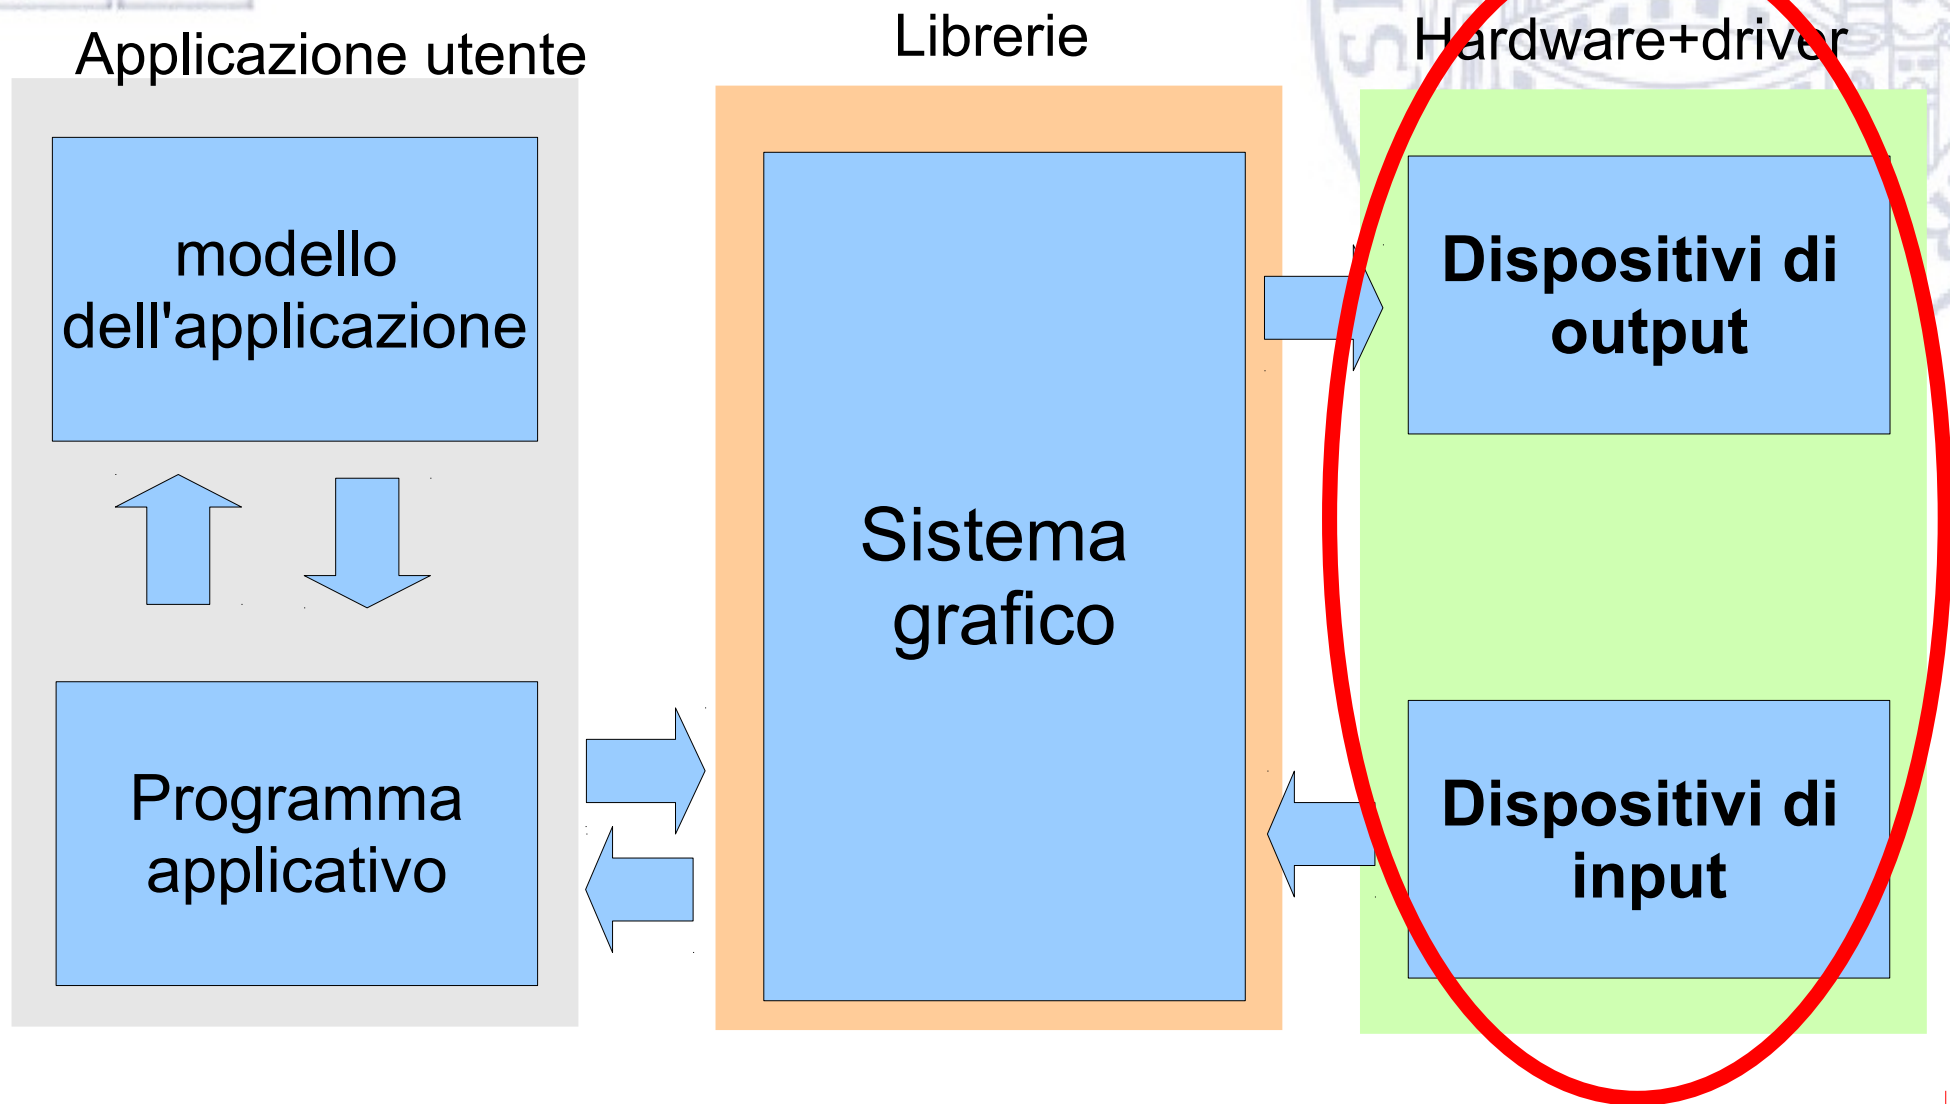 Applicazione utente
Librerie
Hardware+driver
modello
dell'applicazione
Programma
applicativo
Sistema
grafico
Dispositivi di
output
Dispositivi di
input